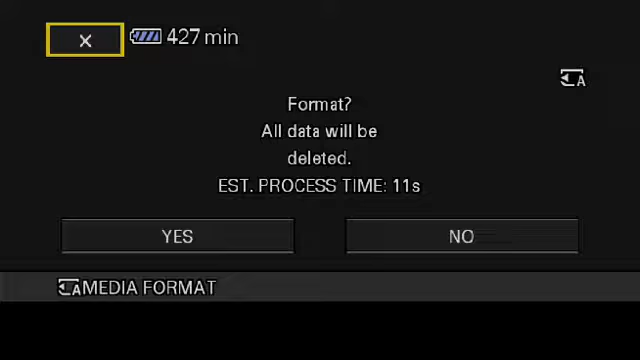 X
427 min
A
Format?
All data will be
deleted.
EST. PROCESS TIME: 11s
YES
NO
A MEDIA FORMAT